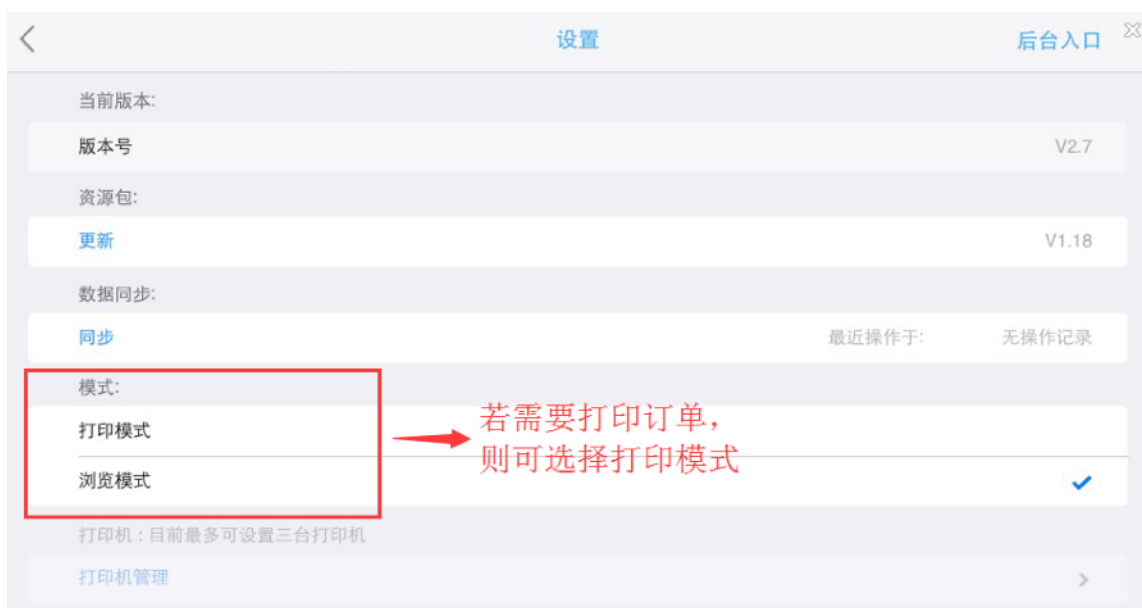 设置
后台入口
当前版本:
版本号 V2.7
资源包:
更新 V1.18
数据同步:
同步 最近操作于: 无操作记录
模式:
打印模式
浏览模式
若需要打印订单,
则可选择打印模式
打印机 : 目前最多可设置三台打印机
打印机管理